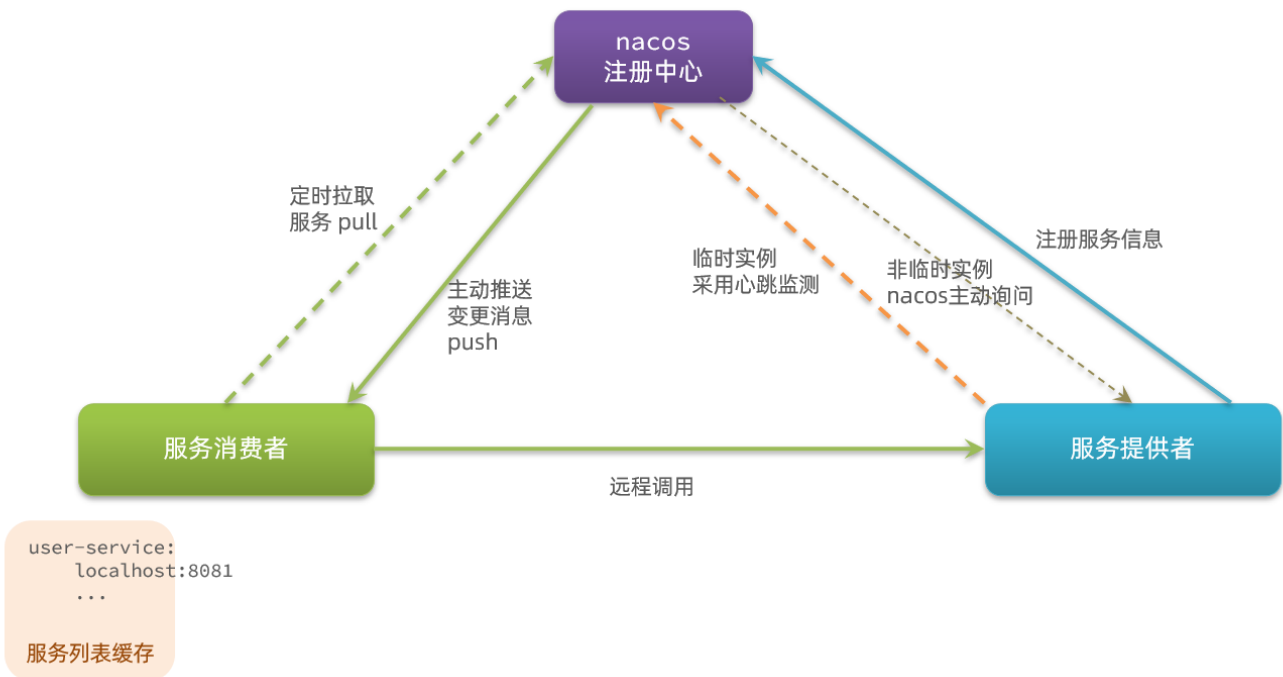 nacos
注册中心
定时拉取
服务 pull
主动推送
变更消息
push
临时实例
采用心跳监测
非临时实例
nacos主动询问
注册服务信息
服务消费者
服务提供者
远程调用
user-service:
localhost:8081
...
服务列表缓存